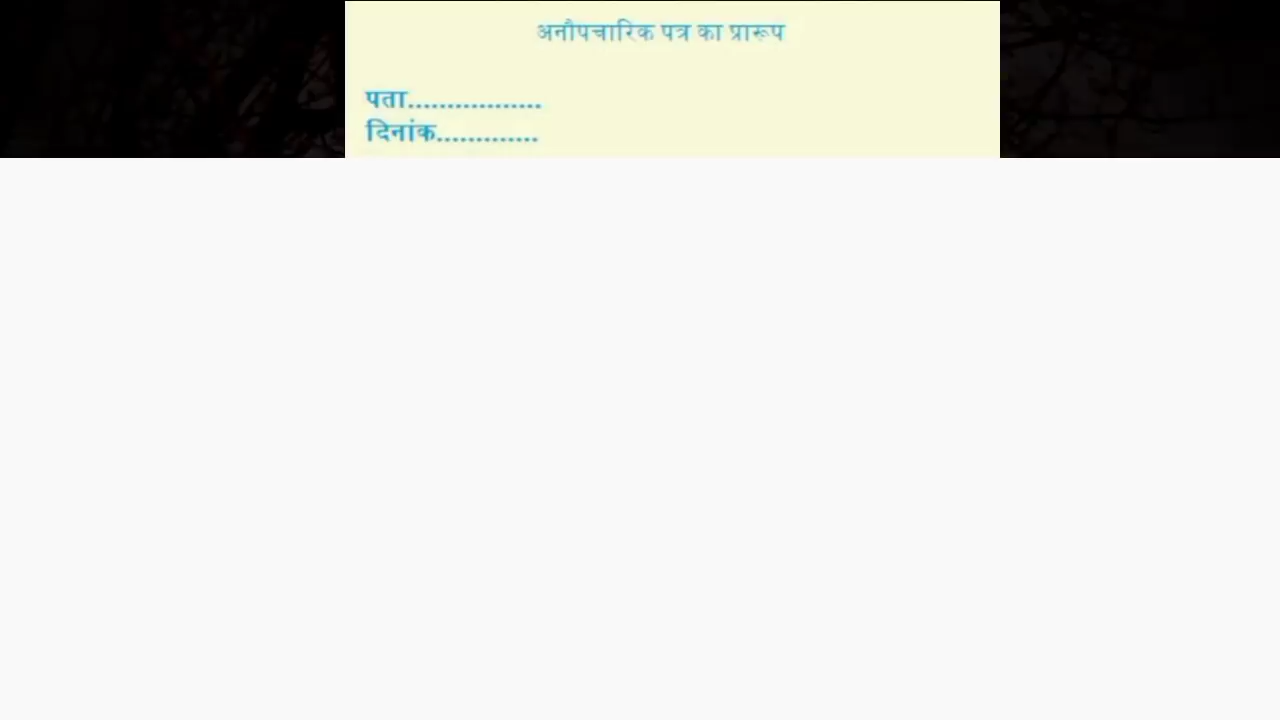 अनौपचारिक पत्र का प्रारूप
पता.................
दिनांक.............